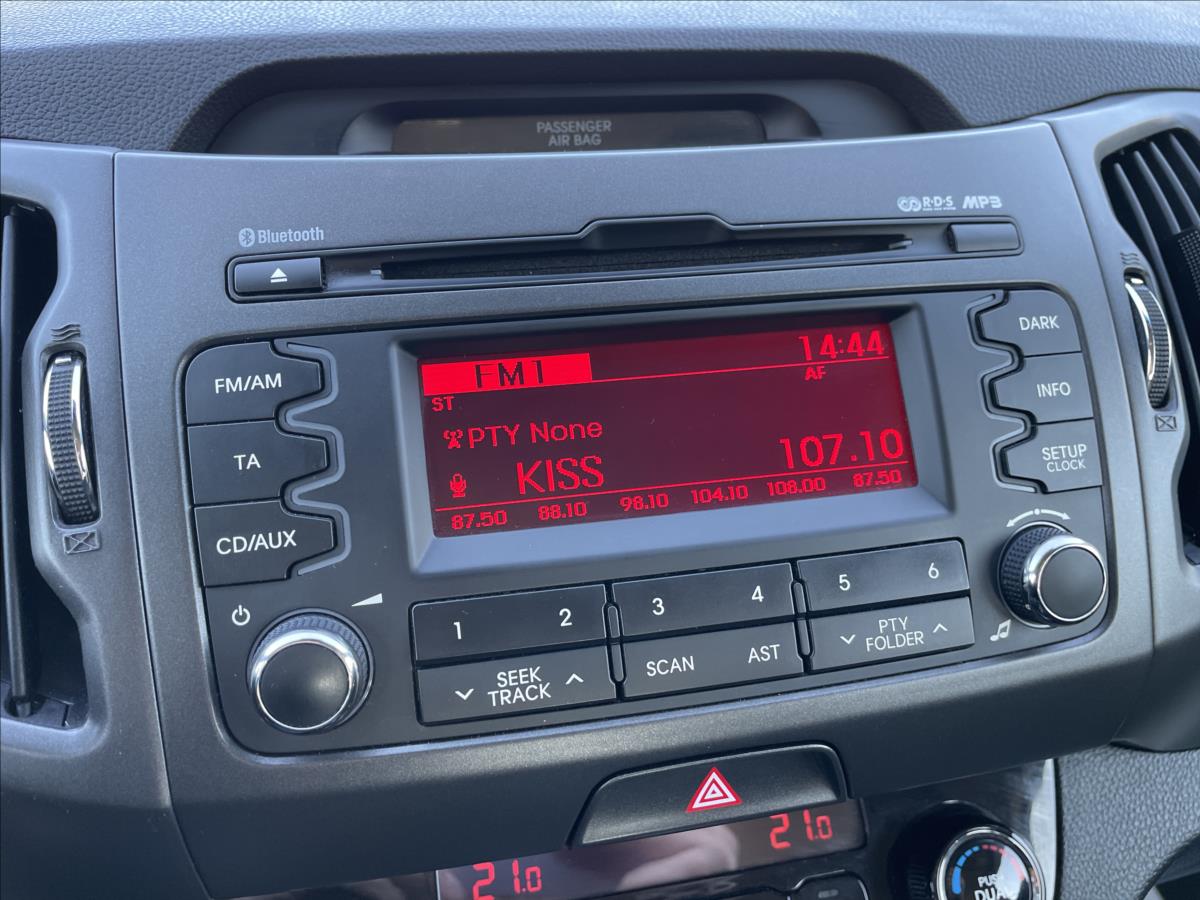 PASSENGER
AIR BAG
R·D·S MP3
Bluetooth
FM/AM
TA
CD/AUX
FM1
14:44
AF
ST
PTY None
KISS
107.10
87.50 88.10 98.10 104.10 108.00 87.50
DARK
INFO
SETUP
CLOCK
1 2 3 4 5 6
SEEK
TRACK
SCAN AST
PTY
FOLDER
21.0
21.0
PUSH
DUAL